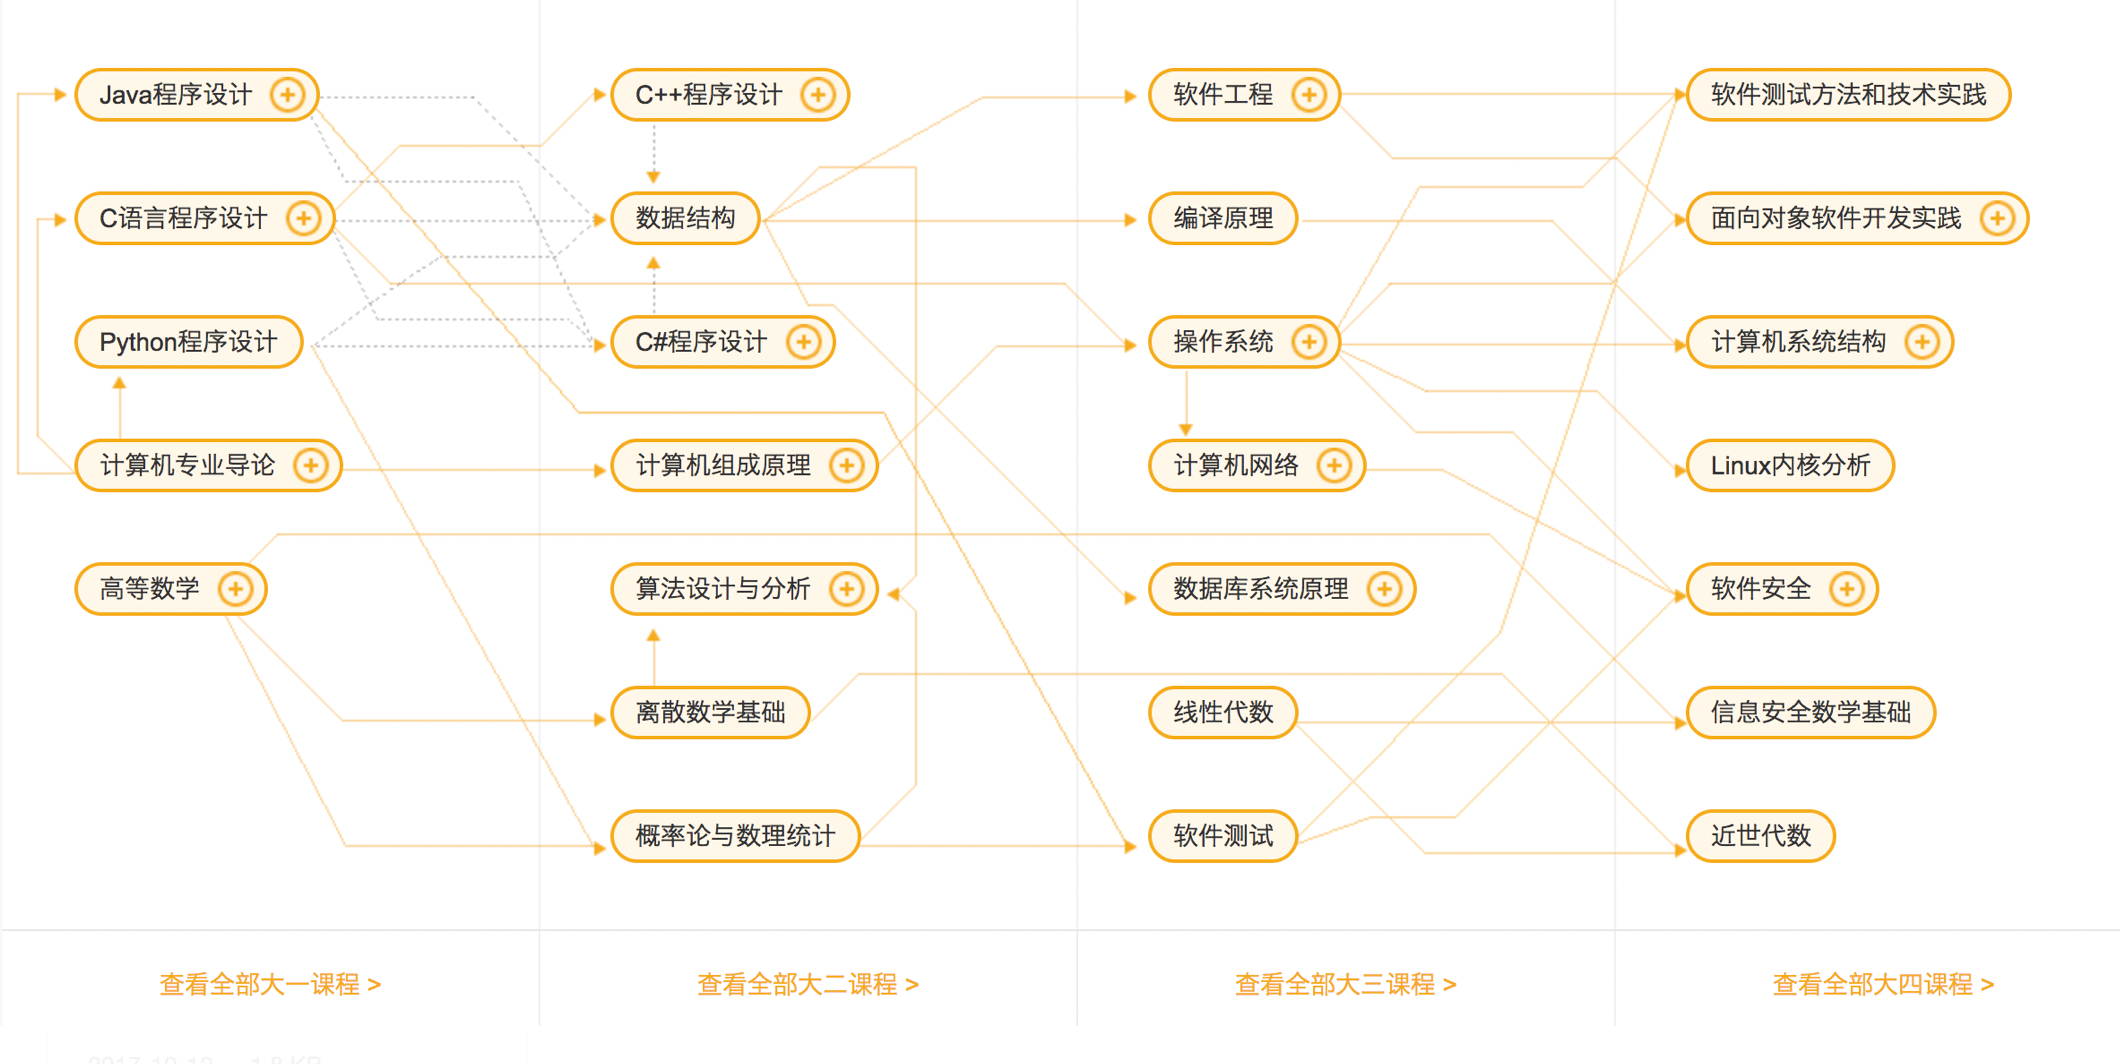 Java程序设计
C++程序设计
软件工程
软件测试方法和技术实践
C语言程序设计
数据结构
编译原理
面向对象软件开发实践
Python程序设计
C#程序设计
操作系统
计算机系统结构
计算机专业导论
计算机组成原理
计算机网络
Linux内核分析
高等数学
算法设计与分析
数据库系统原理
软件安全
离散数学基础
线性代数
信息安全数学基础
概率论与数理统计
软件测试
近世代数
查看全部大一课程 >
查看全部大二课程 >
查看全部大三课程 >
查看全部大四课程 >